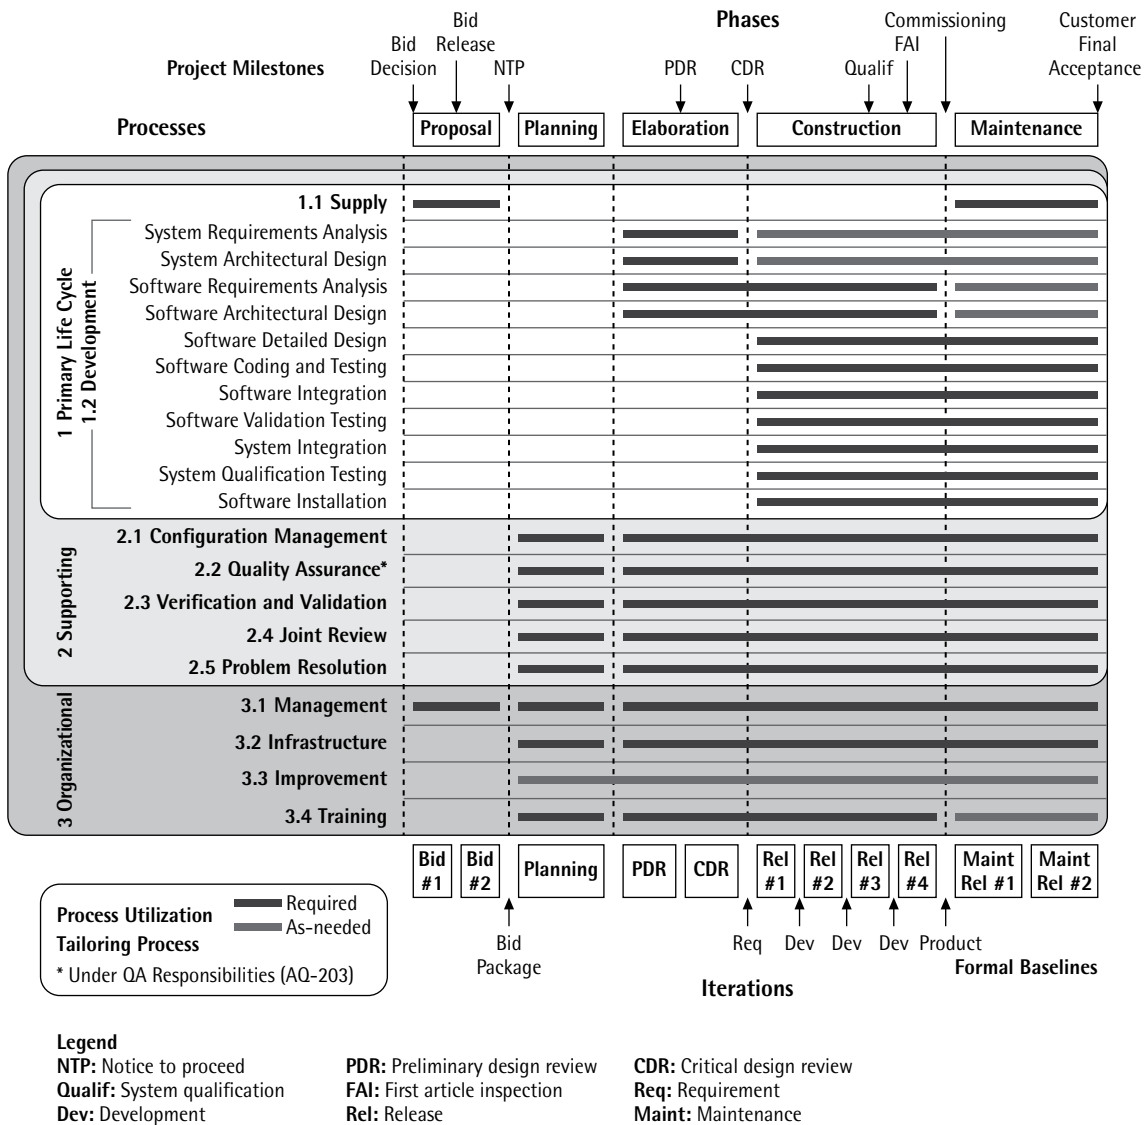 Phases
Bid
Release
Commissioning
Customer
Final
Acceptance
Bid
Decision
FAI
Project Milestones
NTP
PDR
CDR
Qualif
Processes
Proposal
Planning
Elaboration
Construction
Maintenance
1 Primary Life Cycle
1.2 Development
1.1 Supply
System Requirements Analysis
System Architectural Design
Software Requirements Analysis
Software Architectural Design
Software Detailed Design
Software Coding and Testing
Software Integration
Software Validation Testing
System Integration
System Qualification Testing
Software Installation
2 Supporting
2.1 Configuration Management
2.2 Quality Assurance*
2.3 Verification and Validation
2.4 Joint Review
2.5 Problem Resolution
3 Organizational
3.1 Management
3.2 Infrastructure
3.3 Improvement
3.4 Training
Bid
#1
Bid
#2
Planning
PDR
CDR
Rel
#1
Rel
#2
Rel
#3
Rel
#4
Maint
Rel #1
Maint
Rel #2
Process Utilization
Required
As-needed
Tailoring Process
* Under QA Responsibilities (AQ-203)
Bid
Package
Req
Dev
Dev
Dev
Product
Formal Baselines
Iterations
Legend
NTP: Notice to proceed
PDR: Preliminary design review
CDR: Critical design review
Qualif: System qualification
FAI: First article inspection
Req: Requirement
Dev: Development
Rel: Release
Maint: Maintenance